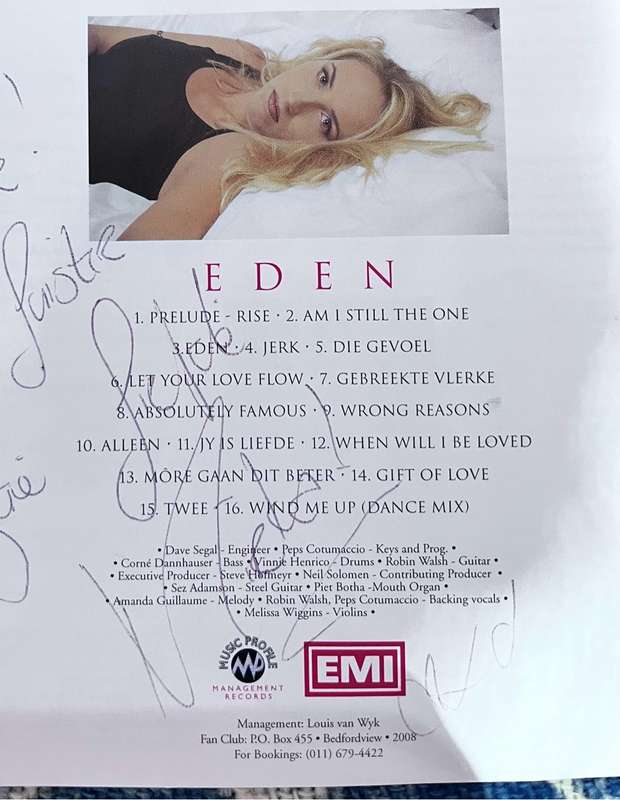 EDEN
1. PRELUDE - RISE · 2. AM I STILL THE ONE
3.EDEN · 4. JERK · 5. DIE GEVOEL
6. LET YOUR LOVE FLOW · 7. GEBREEKTE VLERKE
8. ABSOLUTELY FAMOUS · 9. WRONG REASONS
10. ALLEEN · 11. JY IS LIEFDE · 12. WHEN WILL I BE LOVED
13. MÔRE GAAN DIT BETER · 14. GIFT OF LOVE
15. TWEE · 16. WIND ME UP (DANCE MIX)
• Dave Segal - Engineer • Peps Cotumaccio - Keys and Prog. •
• Corné Dannhauser - Bass • Vinnie Henrico - Drums • Robin Walsh - Guitar •
• Executive Producer - Steve Hofmeyr • Neil Solomen - Contributing Producer •
• Sez Adamson - Steel Guitar • Piet Botha -Mouth Organ •
• Amanda Guillaume - Melody • Robin Walsh, Peps Cotumaccio - Backing vocals •
• Melissa Wiggins - Violins •
MUSIC PROFILE
MANAGEMENT
RECORDS
EMI
Management: Louis van Wyk
Fan Club: P.O. Box 455 • Bedfordview • 2008
For Bookings: (011) 679-4422